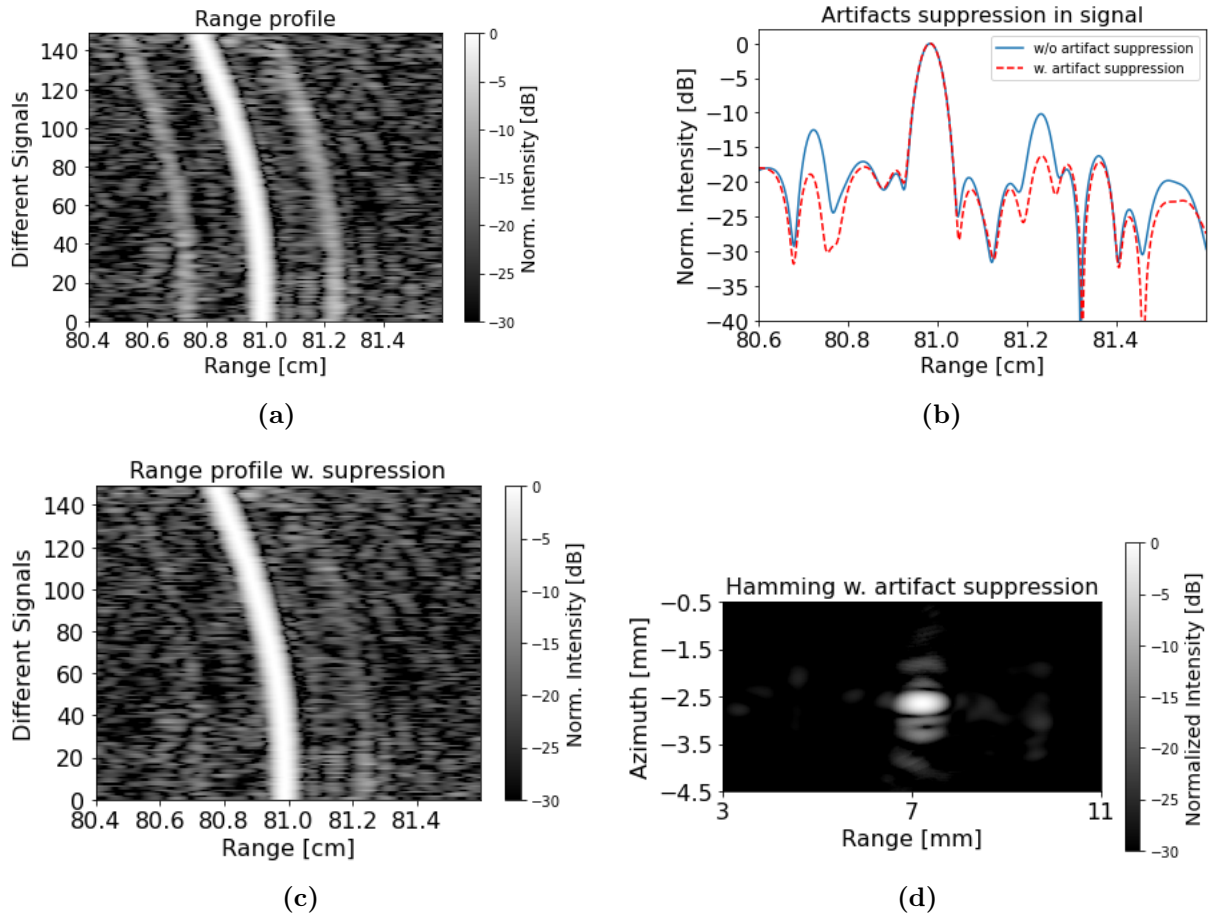 Range profile
Different Signals
140
120
100
80
60
40
20
0
80.4 80.6 80.8 81.0 81.2 81.4
Range [cm]
0
−5
−10
−15
−20
−25
−30
Norm. Intensity [dB]
(a)
Artifacts suppression in signal
Norm. Intensity [dB]
0
−5
−10
−15
−20
−25
−30
−35
−40
w/o artifact suppression
w. artifact suppression
80.6 80.8 81.0 81.2 81.4
Range [cm]
(b)
Range profile w. supression
Different Signals
140
120
100
80
60
40
20
0
80.4 80.6 80.8 81.0 81.2 81.4
Range [cm]
0
−5
−10
−15
−20
−25
−30
Norm. Intensity [dB]
(c)
Hamming w. artifact suppression
Azimuth [mm]
−0.5
−1.5
−2.5
−3.5
−4.5
3 7 11
Range [mm]
0
−5
−10
−15
−20
−25
−30
Normalized Intensity [dB]
(d)